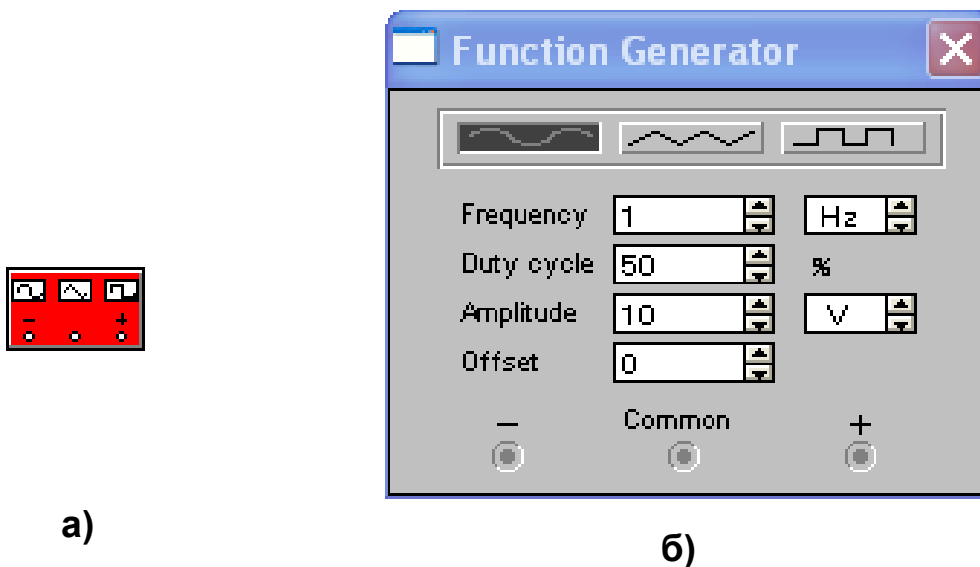 Function Generator
Frequency 1 Hz
Duty cycle 50 %
Amplitude 10 V
Offset 0
− Common +
− +
а)
б)